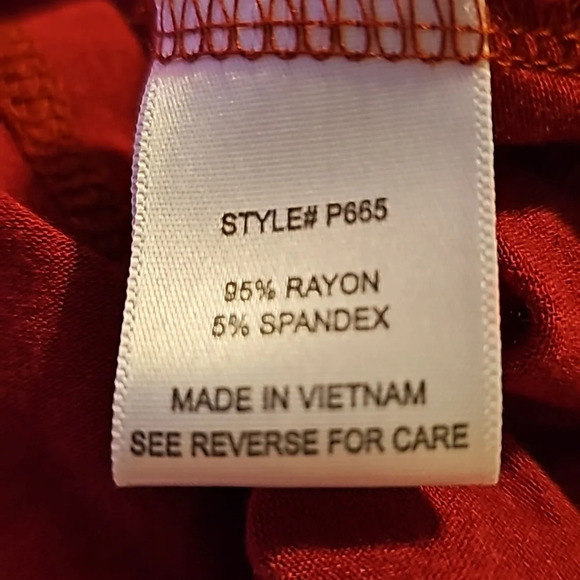 STYLE# P665
95% RAYON
5% SPANDEX
MADE IN VIETNAM
SEE REVERSE FOR CARE